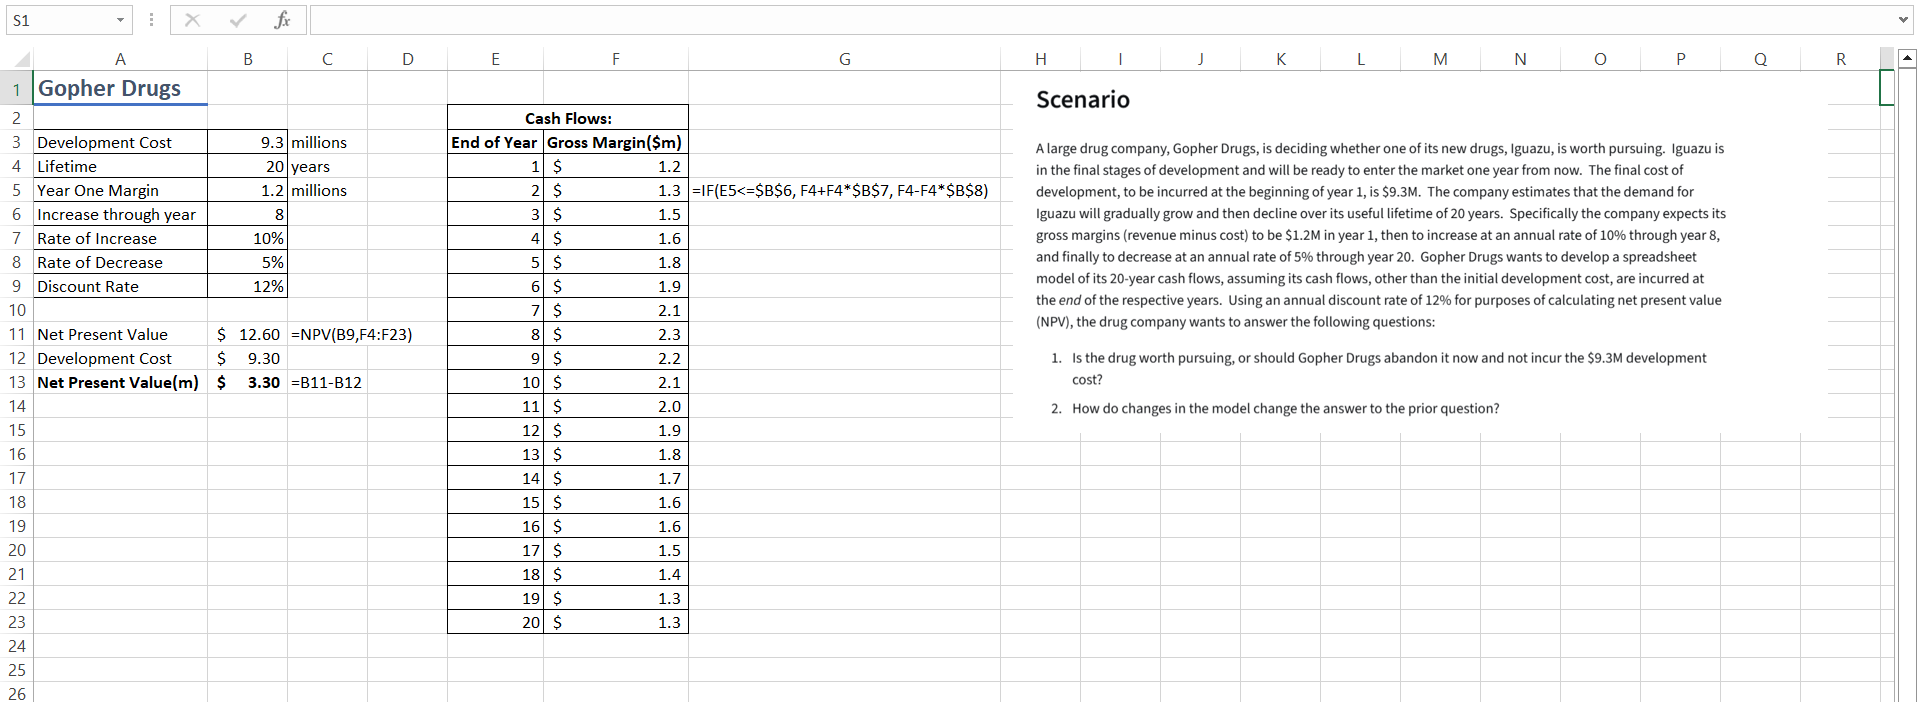 S1
fx
A B C D E F G H I J K L M N O P Q R
1 Gopher Drugs
2 Cash Flows:
3 Development Cost 9.3 millions End of Year Gross Margin($m)
4 Lifetime 20 years 1 $ 1.2
5 Year One Margin 1.2 millions 2 $ 1.3 =IF(E5<=$B$6, F4+F4*$B$7, F4-F4*$B$8)
6 Increase through year 8 3 $ 1.5
7 Rate of Increase 10% 4 $ 1.6
8 Rate of Decrease 5% 5 $ 1.8
9 Discount Rate 12% 6 $ 1.9
10 7 $ 2.1
11 Net Present Value $ 12.60 =NPV(B9,F4:F23) 8 $ 2.3
12 Development Cost $ 9.30 9 $ 2.2
13 Net Present Value(m) $ 3.30 =B11-B12 10 $ 2.1
14 11 $ 2.0
15 12 $ 1.9
16 13 $ 1.8
17 14 $ 1.7
18 15 $ 1.6
19 16 $ 1.6
20 17 $ 1.5
21 18 $ 1.4
22 19 $ 1.3
23 20 $ 1.3
24
25
26
Scenario
A large drug company, Gopher Drugs, is deciding whether one of its new drugs, Iguazu, is worth pursuing. Iguazu is
in the final stages of development and will be ready to enter the market one year from now. The final cost of
development, to be incurred at the beginning of year 1, is $9.3M. The company estimates that the demand for
Iguazu will gradually grow and then decline over its useful lifetime of 20 years. Specifically the company expects its
gross margins (revenue minus cost) to be $1.2M in year 1, then to increase at an annual rate of 10% through year 8,
and finally to decrease at an annual rate of 5% through year 20. Gopher Drugs wants to develop a spreadsheet
model of its 20-year cash flows, assuming its cash flows, other than the initial development cost, are incurred at
the end of the respective years. Using an annual discount rate of 12% for purposes of calculating net present value
(NPV), the drug company wants to answer the following questions:
1. Is the drug worth pursuing, or should Gopher Drugs abandon it now and not incur the $9.3M development
cost?
2. How do changes in the model change the answer to the prior question?